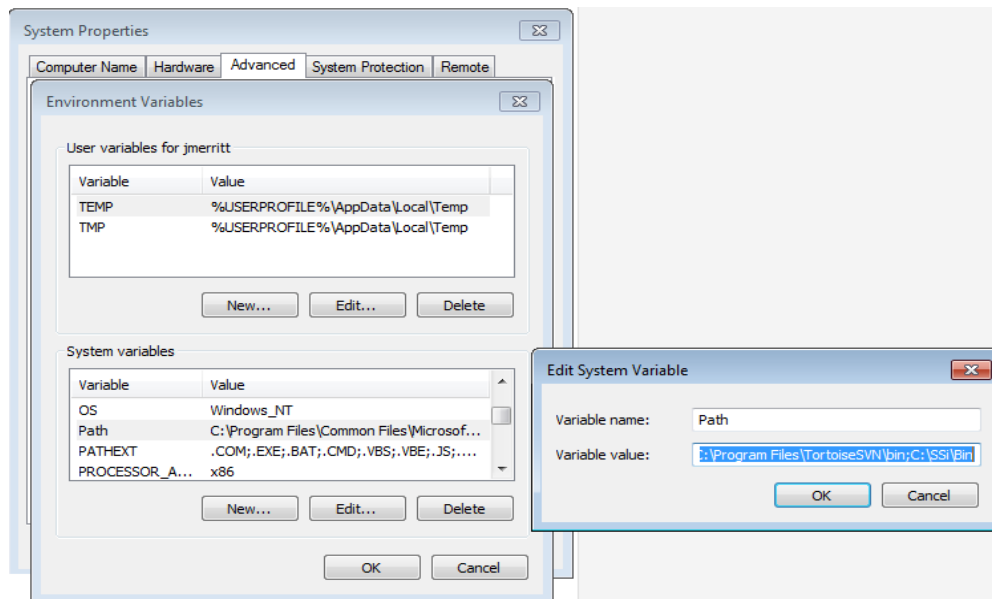 System Properties
Computer Name Hardware Advanced System Protection Remote
Environment Variables
User variables for jmerritt
Variable Value
TEMP %USERPROFILE%\AppData\Local\Temp
TMP %USERPROFILE%\AppData\Local\Temp
New... Edit... Delete
System variables
Variable Value
OS Windows_NT
Path C:\Program Files\Common Files\Microsof...
PATHEXT .COM;.EXE;.BAT;.CMD;.VBS;.VBE;.JS;....
PROCESSOR_A... x86
New... Edit... Delete
OK Cancel
Edit System Variable
Variable name: Path
Variable value: :\Program Files\TortoiseSVN\bin;C:\SSi\Bin
OK Cancel